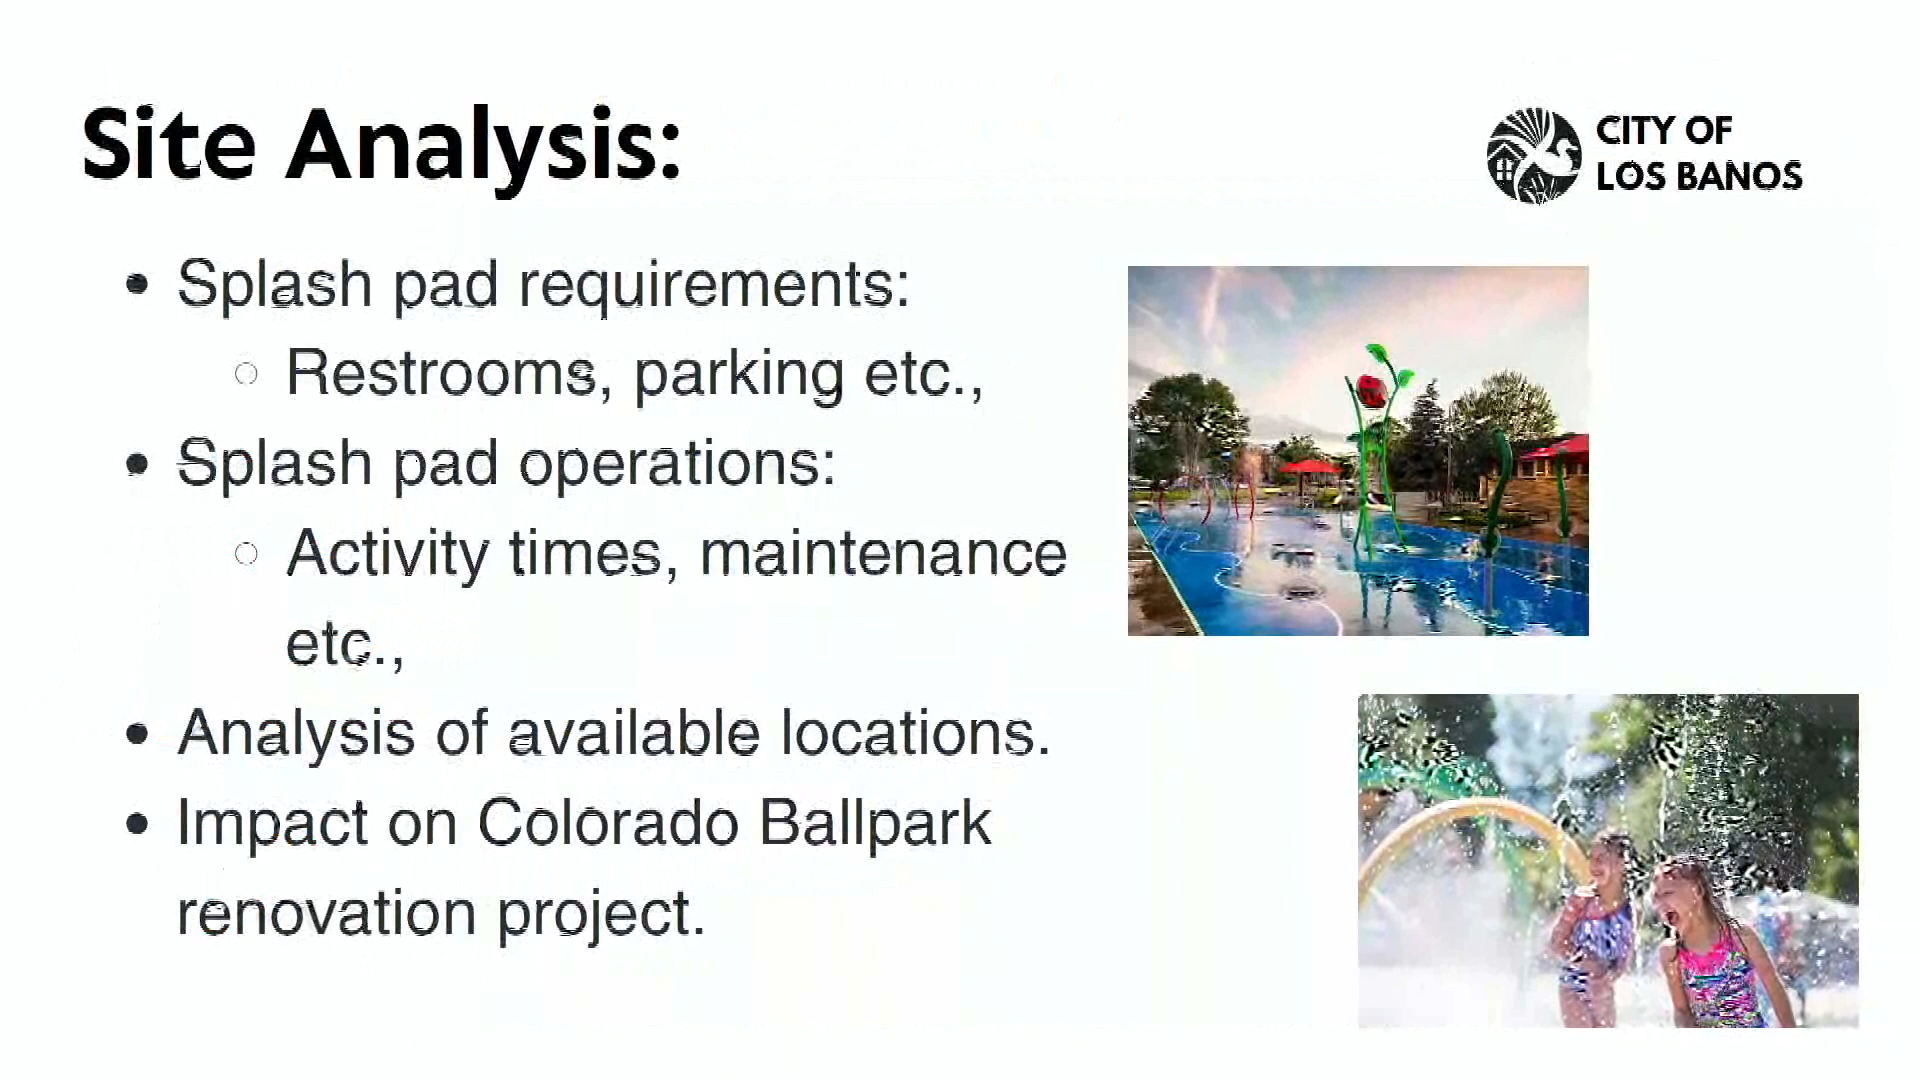 Site Analysis:
CITY OF
LOS BANOS
• Splash pad requirements:
○ Restrooms, parking etc.,
• Splash pad operations:
○ Activity times, maintenance
etc.,
• Analysis of available locations.
• Impact on Colorado Ballpark
renovation project.